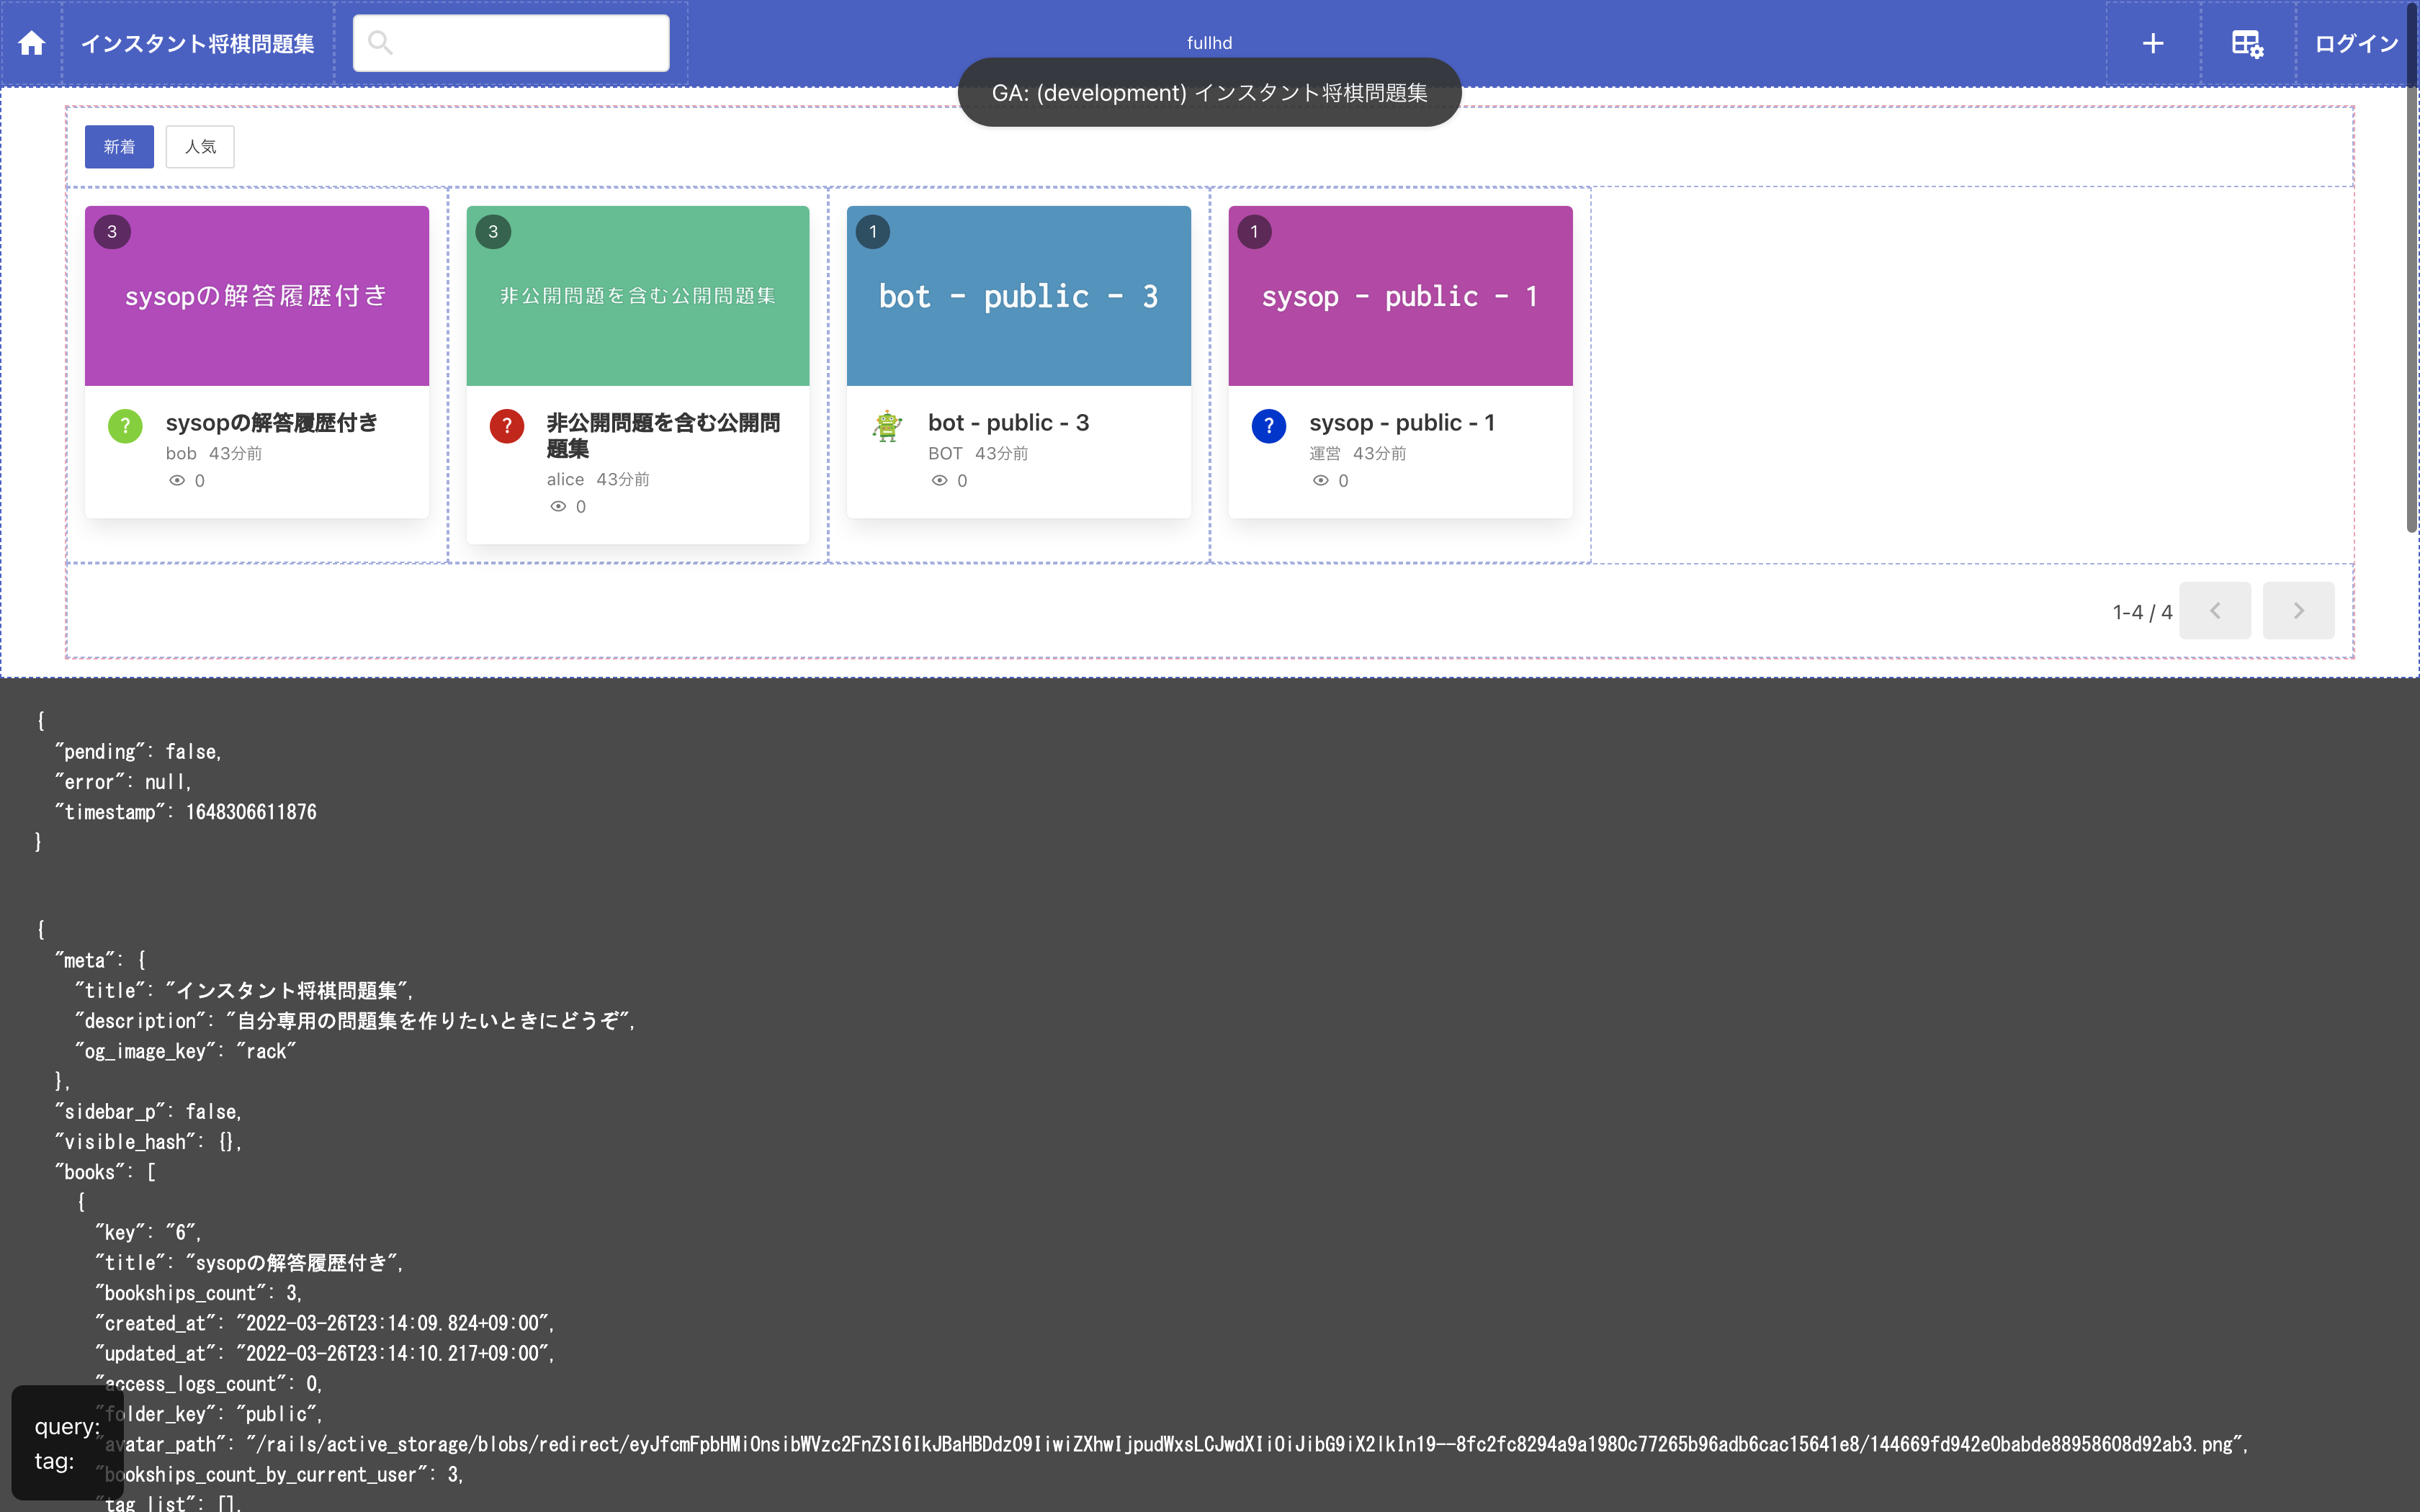 インスタント将棋問題集
fullhd
ログイン
GA: (development) インスタント将棋問題集
新着 人気
3
sysopの解答履歴付き
sysopの解答履歴付き
bob 43分前
0
3
非公開問題を含む公開問題集
非公開問題を含む公開問
題集
alice 43分前
0
1
bot - public - 3
bot - public - 3
BOT 43分前
0
1
sysop - public - 1
sysop - public - 1
運営 43分前
0
1-4 / 4
{
"pending": false,
"error": null,
"timestamp": 1648306611876
}
{
"meta": {
"title": "インスタント将棋問題集",
"description": "自分専用の問題集を作りたいときにどうぞ",
"og_image_key": "rack"
},
"sidebar_p": false,
"visible_hash": {},
"books": [
{
"key": "6",
"title": "sysopの解答履歴付き",
"bookships_count": 3,
"created_at": "2022-03-26T23:14:09.824+09:00",
"updated_at": "2022-03-26T23:14:10.217+09:00",
"access_logs_count": 0,
"folder_key": "public",
"avatar_path":
"bookships_count_by_current_user": 3,
"tag_list": [],
query:
tag: